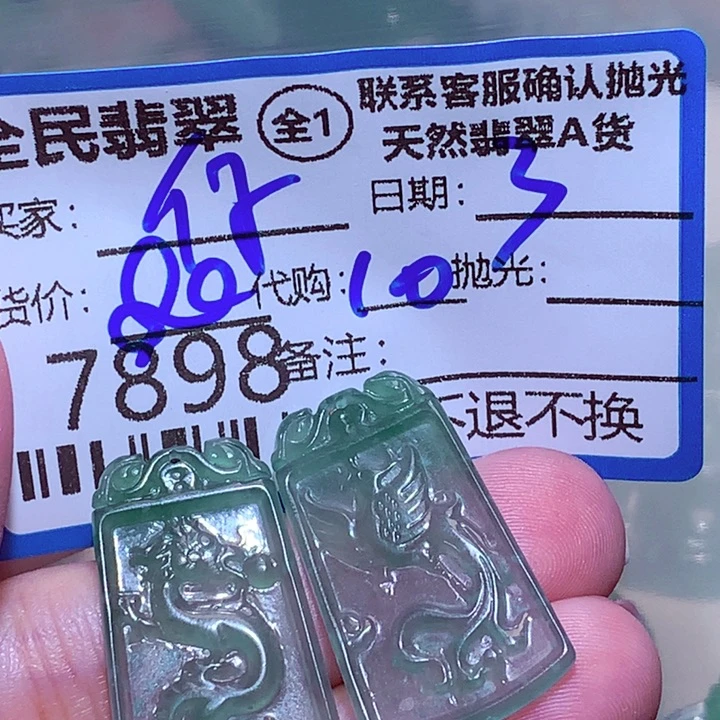 全民翡翠 全1 联系客服确认抛光
天然翡翠A货
买家: 日期: 3
货价: 20 代购: 10 抛光:
7898 备注:
不退不换